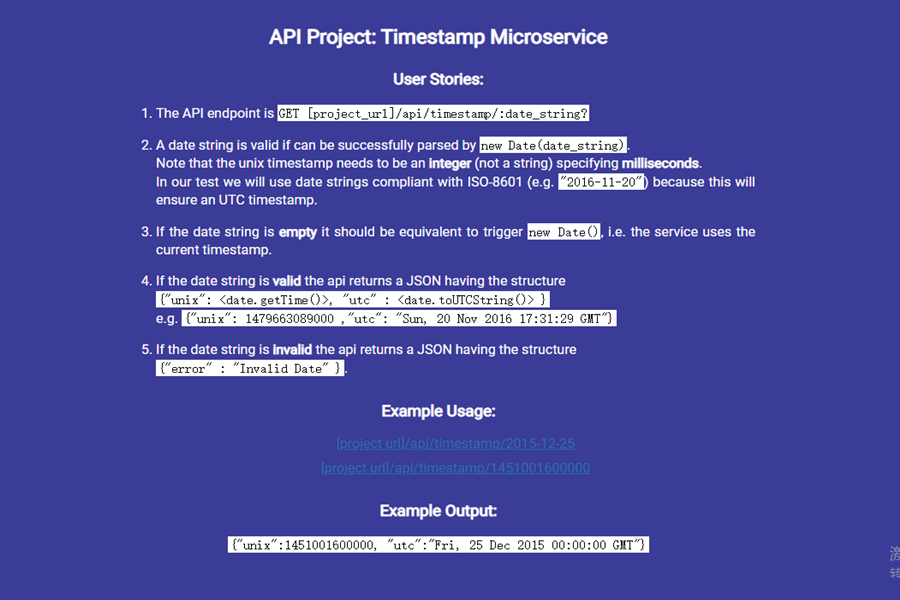 API Project: Timestamp Microservice
User Stories:
1. The API endpoint is GET [project_url]/api/timestamp/:date_string?
2. A date string is valid if can be successfully parsed by new Date(date_string).
Note that the unix timestamp needs to be an integer (not a string) specifying milliseconds.
In our test we will use date strings compliant with ISO-8601 (e.g. "2016-11-20") because this will
ensure an UTC timestamp.
3. If the date string is empty it should be equivalent to trigger new Date(), i.e. the service uses the
current timestamp.
4. If the date string is valid the api returns a JSON having the structure
{"unix": <date.getTime()>, "utc" : <date.toUTCString()> }
e.g. {"unix": 1479663089000 ,"utc": "Sun, 20 Nov 2016 17:31:29 GMT"}
5. If the date string is invalid the api returns a JSON having the structure
{"error" : "Invalid Date" }.
Example Usage:
[project url]/api/timestamp/2015-12-25
[project url]/api/timestamp/1451001600000
Example Output:
{"unix":1451001600000, "utc":"Fri, 25 Dec 2015 00:00:00 GMT"}